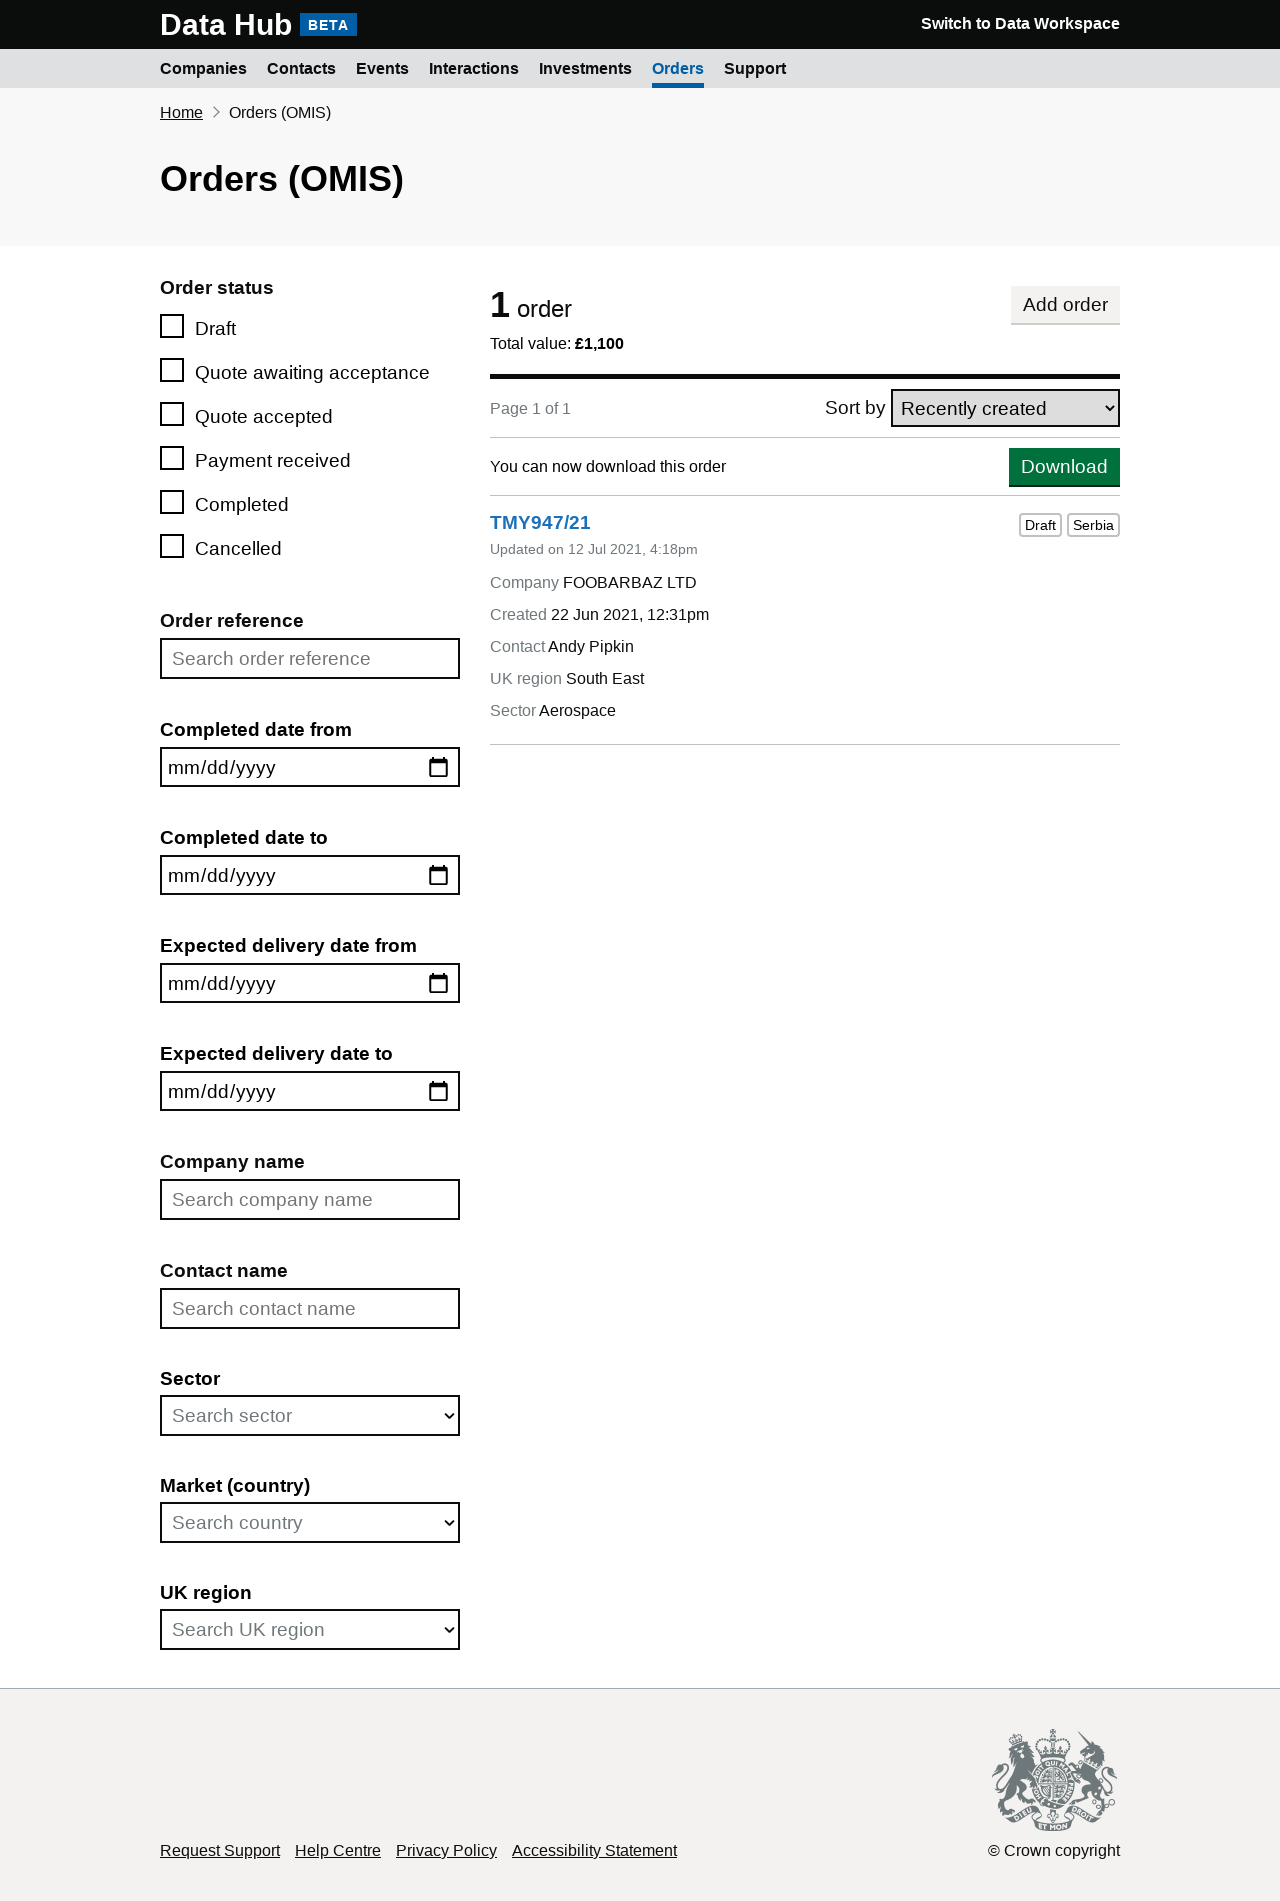 Data Hub BETA
Switch to Data Workspace
Companies Contacts Events Interactions Investments Orders Support
Home Orders (OMIS)
Orders (OMIS)
Order status
Draft
Quote awaiting acceptance
Quote accepted
Payment received
Completed
Cancelled
Order reference
Search order reference
Completed date from
mm/dd/yyyy
Completed date to
mm/dd/yyyy
Expected delivery date from
mm/dd/yyyy
Expected delivery date to
mm/dd/yyyy
Company name
Search company name
Contact name
Search contact name
Sector
Search sector
Market (country)
Search country
UK region
Search UK region
1 order
Add order
Total value: £1,100
Page 1 of 1
Sort by Recently created
You can now download this order
Download
TMY947/21
Draft Serbia
Updated on 12 Jul 2021, 4:18pm
Company FOOBARBAZ LTD
Created 22 Jun 2021, 12:31pm
Contact Andy Pipkin
UK region South East
Sector Aerospace
Request Support Help Centre Privacy Policy Accessibility Statement
© Crown copyright